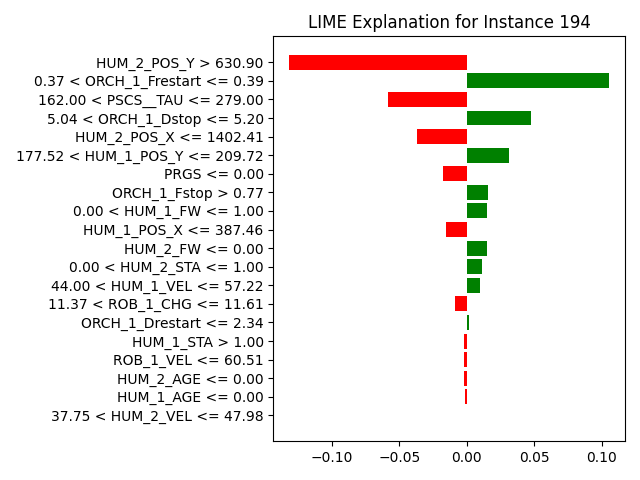 LIME Explanation for Instance 194
HUM_2_POS_Y > 630.90
0.37 < ORCH_1_Frestart <= 0.39
162.00 < PSCS__TAU <= 279.00
5.04 < ORCH_1_Dstop <= 5.20
HUM_2_POS_X <= 1402.41
177.52 < HUM_1_POS_Y <= 209.72
PRGS <= 0.00
ORCH_1_Fstop > 0.77
0.00 < HUM_1_FW <= 1.00
HUM_1_POS_X <= 387.46
HUM_2_FW <= 0.00
0.00 < HUM_2_STA <= 1.00
44.00 < HUM_1_VEL <= 57.22
11.37 < ROB_1_CHG <= 11.61
ORCH_1_Drestart <= 2.34
HUM_1_STA > 1.00
ROB_1_VEL <= 60.51
HUM_2_AGE <= 0.00
HUM_1_AGE <= 0.00
37.75 < HUM_2_VEL <= 47.98
−0.10 −0.05 0.00 0.05 0.10